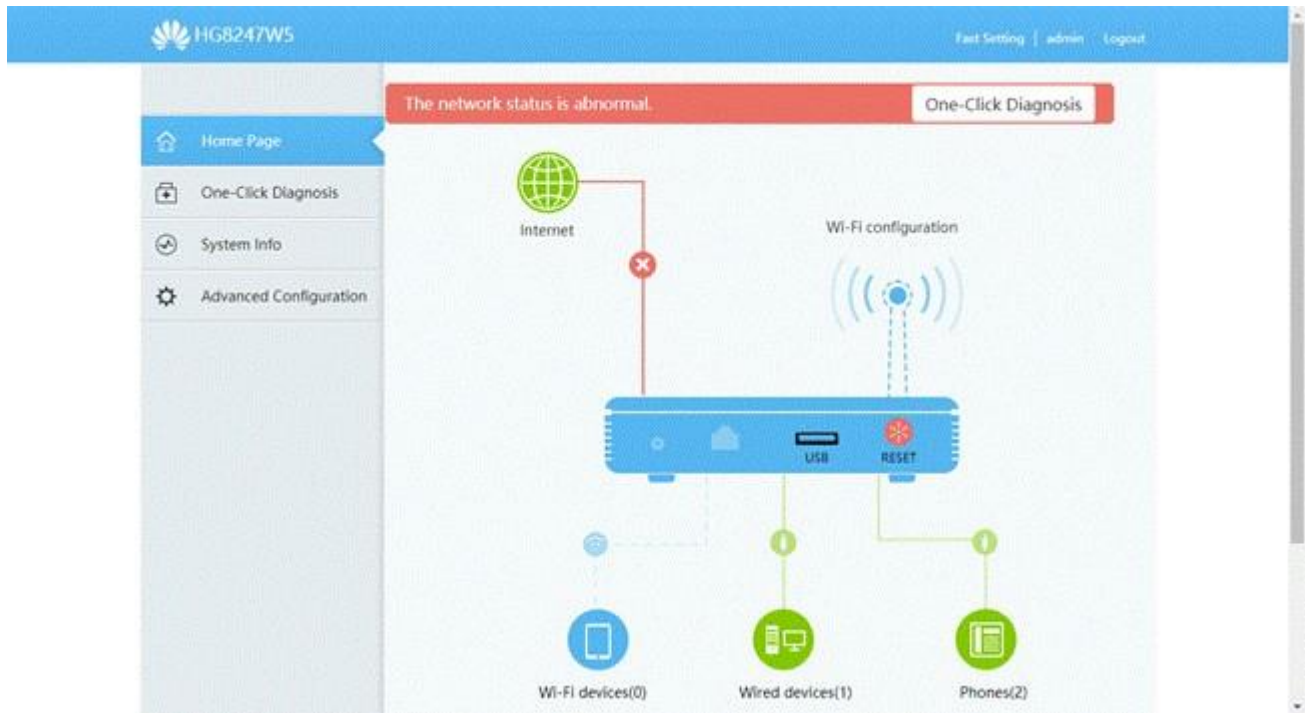 HG8247W5
Fast Setting | admin Logout
The network status is abnormal.
One-Click Diagnosis
Home Page
One-Click Diagnosis
System Info
Advanced Configuration
Internet
Wi-Fi configuration
USB
RESET
Wi-Fi devices(0)
Wired devices(1)
Phones(2)